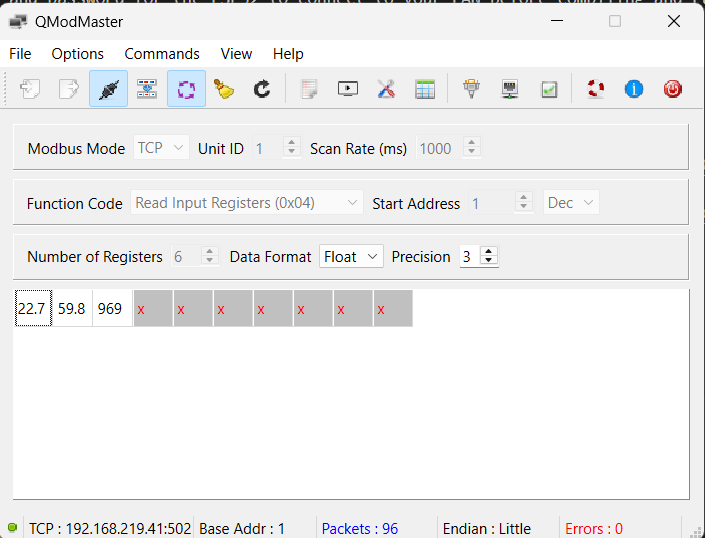 QModMaster
File Options Commands View Help
Modbus Mode TCP Unit ID 1 Scan Rate (ms) 1000
Function Code Read Input Registers (0x04) Start Address 1 Dec
Number of Registers 6 Data Format Float Precision 3
22.7 59.8 969 x x x x x x x
TCP : 192.168.219.41:502 Base Addr : 1 Packets : 96 Endian : Little Errors : 0